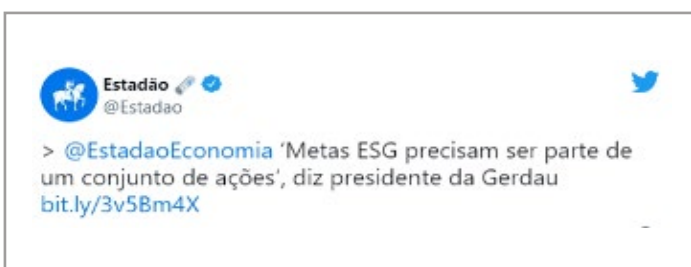 Estadão 🗞️
@Estadao
> @EstadaoEconomia ‘Metas ESG precisam ser parte de
um conjunto de ações’, diz presidente da Gerdau
bit.ly/3v5Bm4X